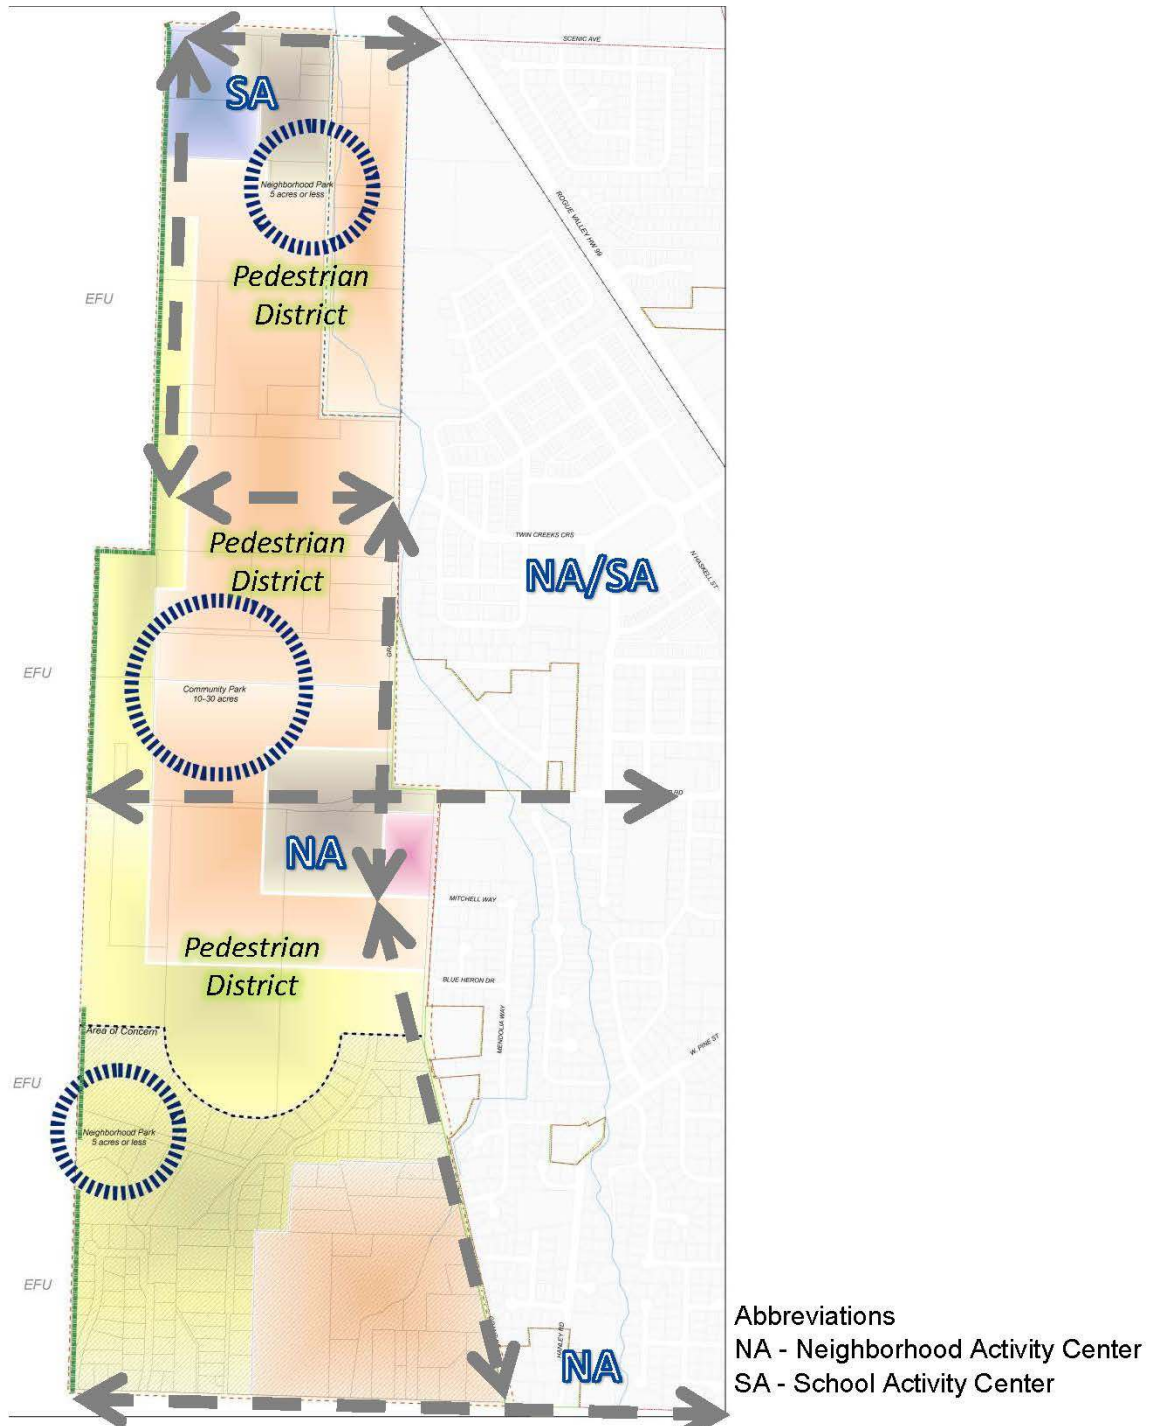 SCENIC AVE
SA
Neighborhood Park
5 acres or less
ROGUE VALLEY HW 99
Pedestrian
District
EFU
Pedestrian
District
TWIN CREEKS CRS
N HASKELL ST
NA/SA
EFU
Community Park
10-30 acres
RD
NA
MITCHELL WAY
Pedestrian
District
BLUE HERON DR
MENDOLIA WAY
Area of Concern
W. PINE ST
EFU
Neighborhood Park
5 acres or less
EFU
HANLEY RD
NA
Abbreviations
NA - Neighborhood Activity Center
SA - School Activity Center